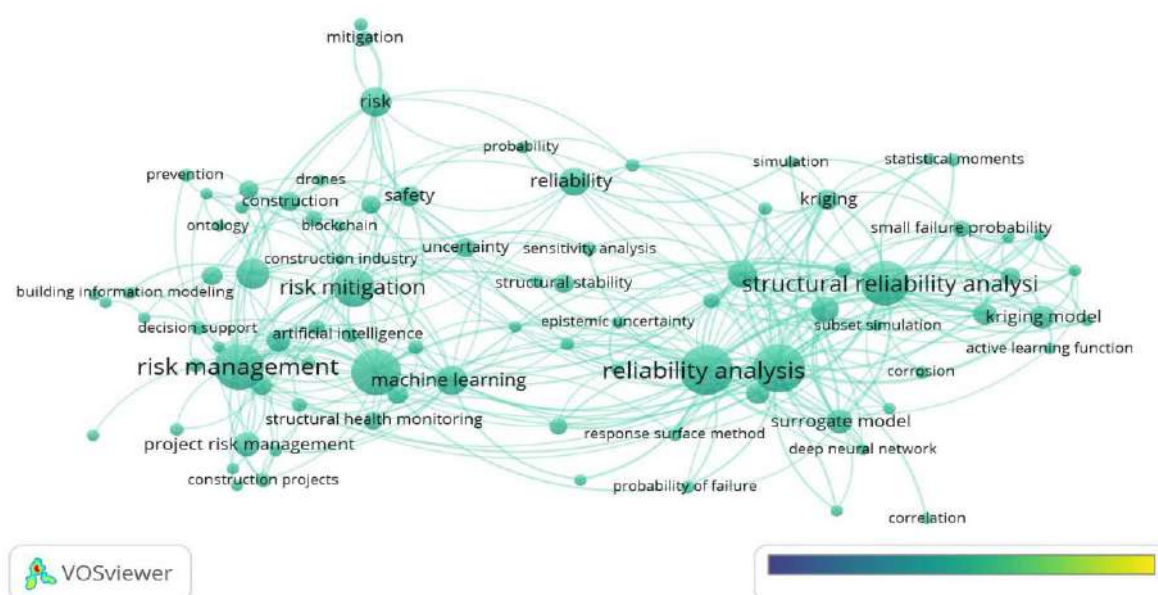 mitigation
risk
probability
simulation
statistical moments
prevention
drones
reliability
construction
safety
kriging
ontology
blockchain
small failure probability
uncertainty
sensitivity analysis
construction industry
structural stability
structural reliability analysi
building information modeling
risk mitigation
decision support
artificial intelligence
epistemic uncertainty
subset simulation
kriging model
active learning function
risk management
machine learning
reliability analysis
corrosion
structural health monitoring
surrogate model
project risk management
response surface method
deep neural network
construction projects
probability of failure
correlation
VOSviewer